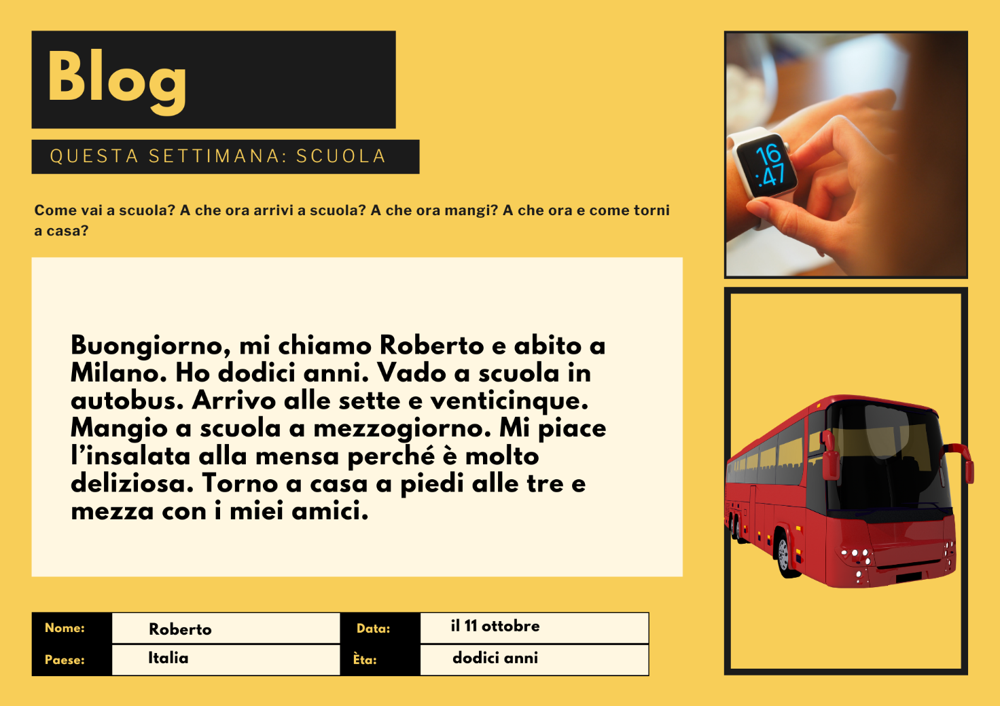 Blog
QUESTA SETTIMANA: SCUOLA
Come vai a scuola? A che ora arrivi a scuola? A che ora mangi? A che ora e come torni
a casa?
Buongiorno, mi chiamo Roberto e abito a
Milano. Ho dodici anni. Vado a scuola in
autobus. Arrivo alle sette e venticinque.
Mangio a scuola a mezzogiorno. Mi piace
l’insalata alla mensa perché è molto
deliziosa. Torno a casa a piedi alle tre e
mezza con i miei amici.
Nome: Roberto Data: il 11 ottobre
Paese: Italia Èta: dodici anni
16
:47